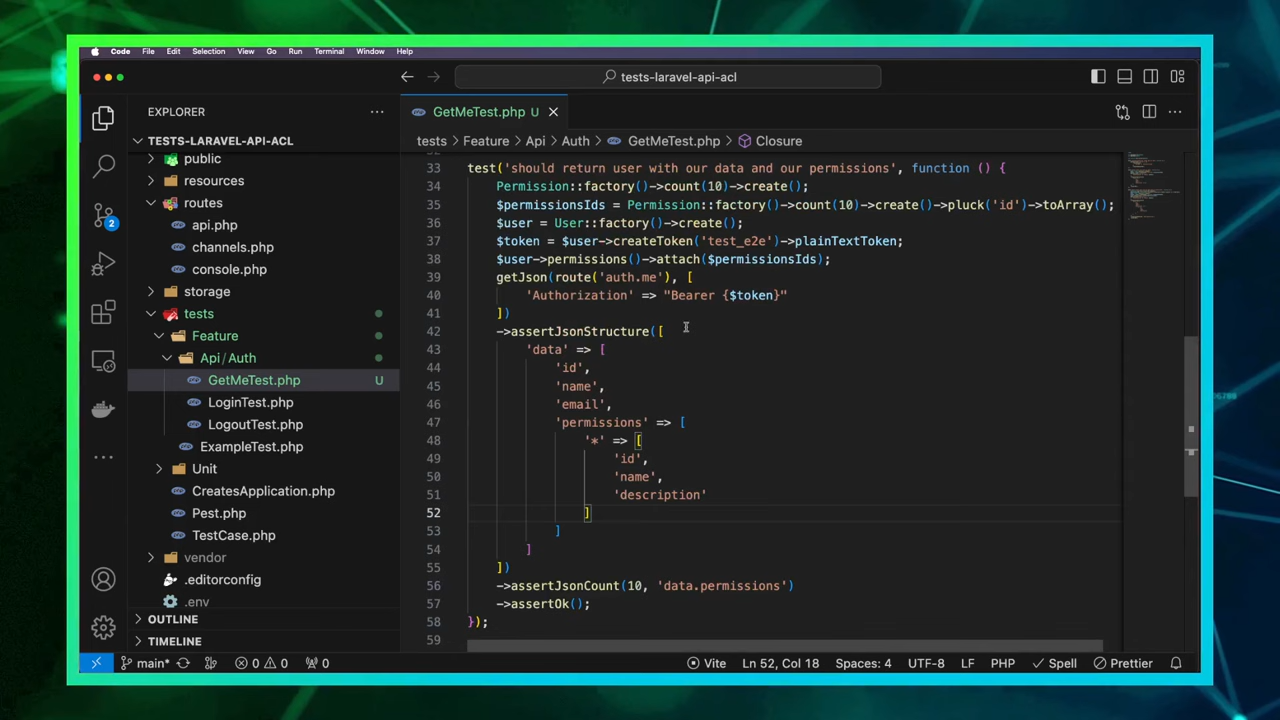 Code File Edit Selection View Go Run Terminal Window Help
tests-laravel-api-acl
EXPLORER
GetMeTest.php U
TESTS-LARAVEL-API-ACL
tests > Feature > Api > Auth > GetMeTest.php > Closure
public
resources
routes
api.php
channels.php
console.php
storage
tests
Feature
Api/Auth
GetMeTest.php U
LoginTest.php
LogoutTest.php
ExampleTest.php
Unit
CreatesApplication.php
Pest.php
TestCase.php
vendor
.editorconfig
.env
OUTLINE
TIMELINE
2
33 test('should return user with our data and our permissions', function () {
34 Permission::factory()->count(10)->create();
35 $permissionsIds = Permission::factory()->count(10)->create()->pluck('id')->toArray();
36 $user = User::factory()->create();
37 $token = $user->createToken('test_e2e')->plainTextToken;
38 $user->permissions()->attach($permissionsIds);
39 getJson(route('auth.me'), [
40 'Authorization' => "Bearer {$token}"
41 ])
42 ->assertJsonStructure([
43 'data' => [
44 'id',
45 'name',
46 'email',
47 'permissions' => [
48 '*' => [
49 'id',
50 'name',
51 'description'
52 ]
53 ]
54 ]
55 ])
56 ->assertJsonCount(10, 'data.permissions')
57 ->assertOk();
58 });
59
main* 0 0 0 Vite Ln 52, Col 18 Spaces: 4 UTF-8 LF PHP Spell Prettier